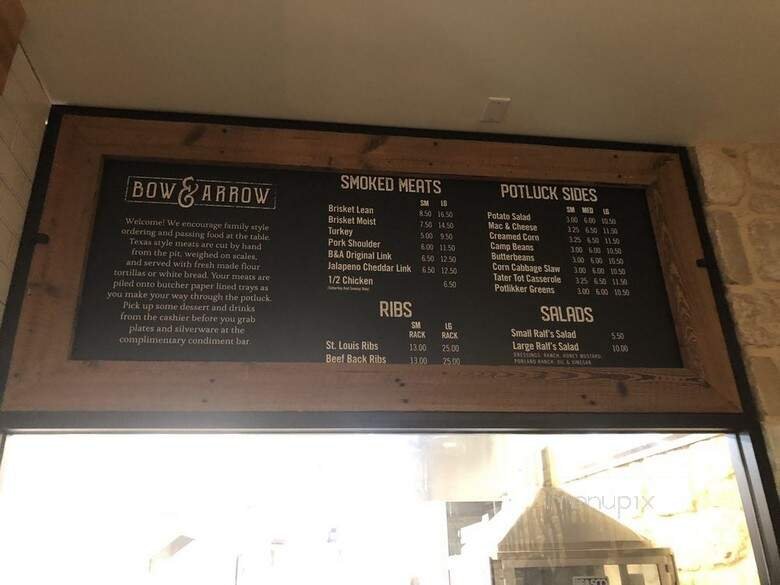 BOW & ARROW
Welcome! We encourage family style
ordering and passing food at the table.
Texas style meats are cut by hand
from the pit, weighed on scales,
and served with fresh made flour
tortillas or white bread. Your meats are
piled onto butcher paper lined trays as
you make your way through the potluck.
Pick up some dessert and drinks
from the cashier before you grab
plates and silverware at the
complimentary condiment bar.
SMOKED MEATS
SM LG
Brisket Lean 8.50 16.50
Brisket Moist 7.50 14.50
Turkey 5.00 9.50
Pork Shoulder 6.00 11.50
B&A Original Link 6.50 12.50
Jalapeno Cheddar Link 6.50 12.50
1/2 Chicken 6.50
RIBS
SM LG
RACK RACK
St. Louis Ribs 13.00 25.00
Beef Back Ribs 13.00 25.00
POTLUCK SIDES
SM MED LG
Potato Salad 3.00 6.00 10.50
Mac & Cheese 3.25 6.50 11.50
Creamed Corn 3.25 6.50 11.50
Camp Beans 3.00 6.00 10.50
Butterbeans 3.00 6.00 10.50
Corn Cabbage Slaw 3.00 6.00 10.50
Tater Tot Casserole 3.25 6.50 11.50
Potlikker Greens 3.00 6.00 10.50
SALADS
Small Ralf's Salad 5.50
Large Ralf's Salad 10.00
DRESSINGS: RANCH, HONEY MUSTARD,
RANCH, OIL & VINEGAR
menupix